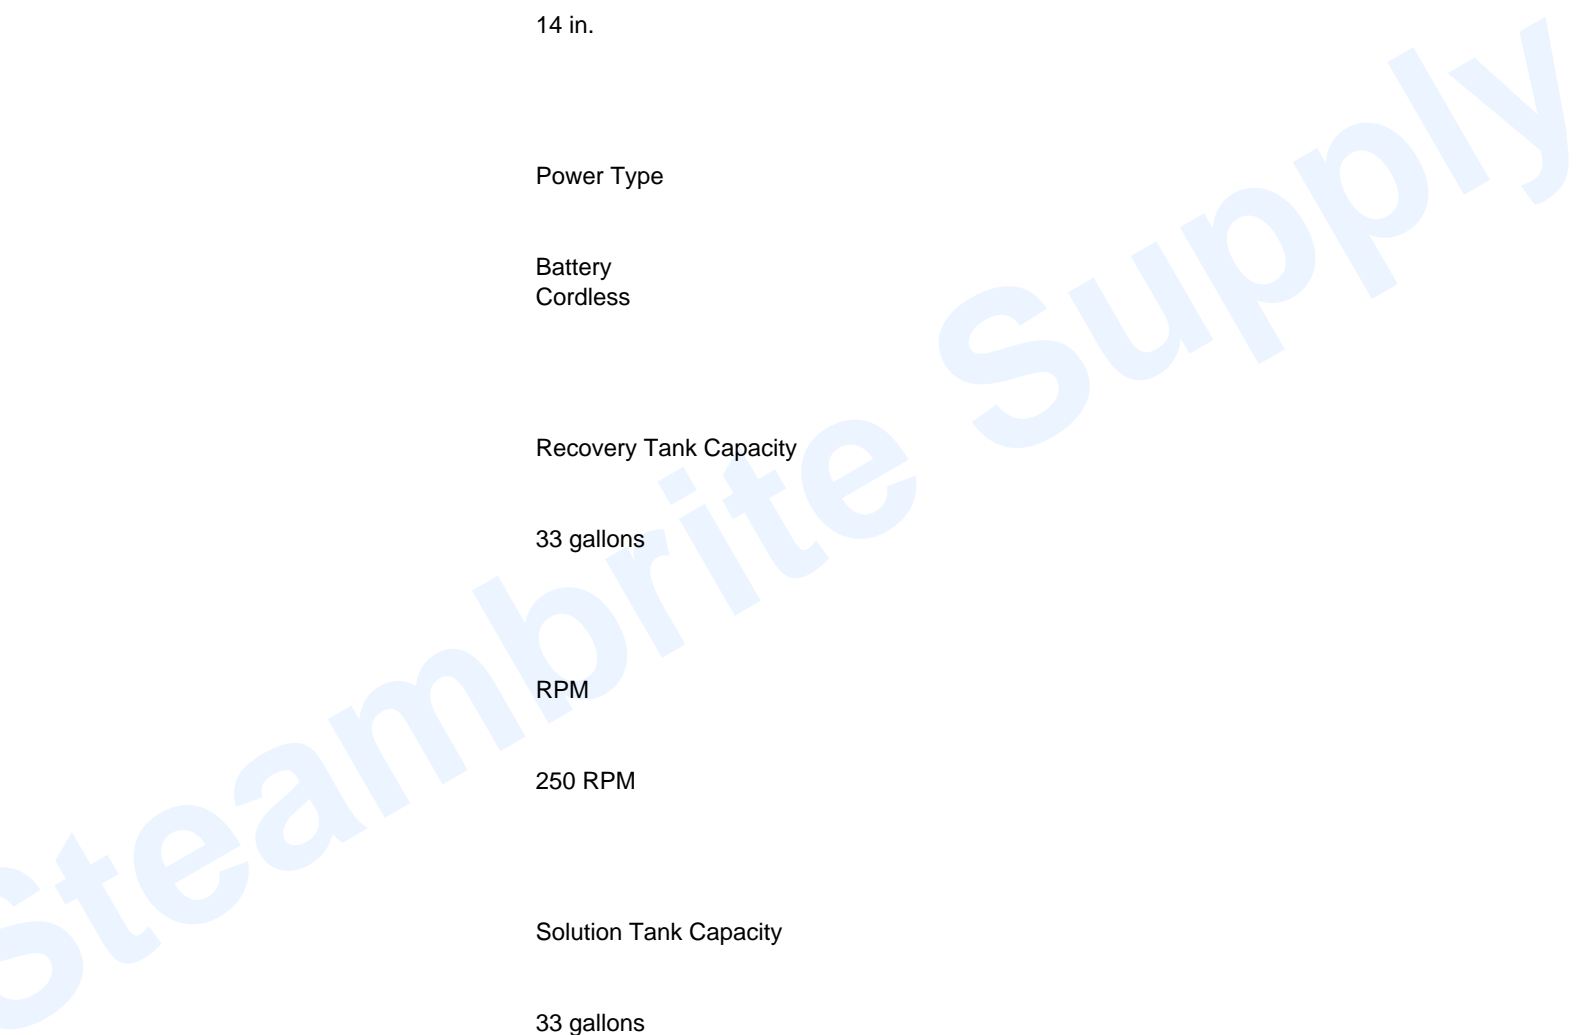 14 in.
Power Type
Battery
Cordless
Recovery Tank Capacity
33 gallons
RPM
250 RPM
Solution Tank Capacity
33 gallons
Steambrite Supply